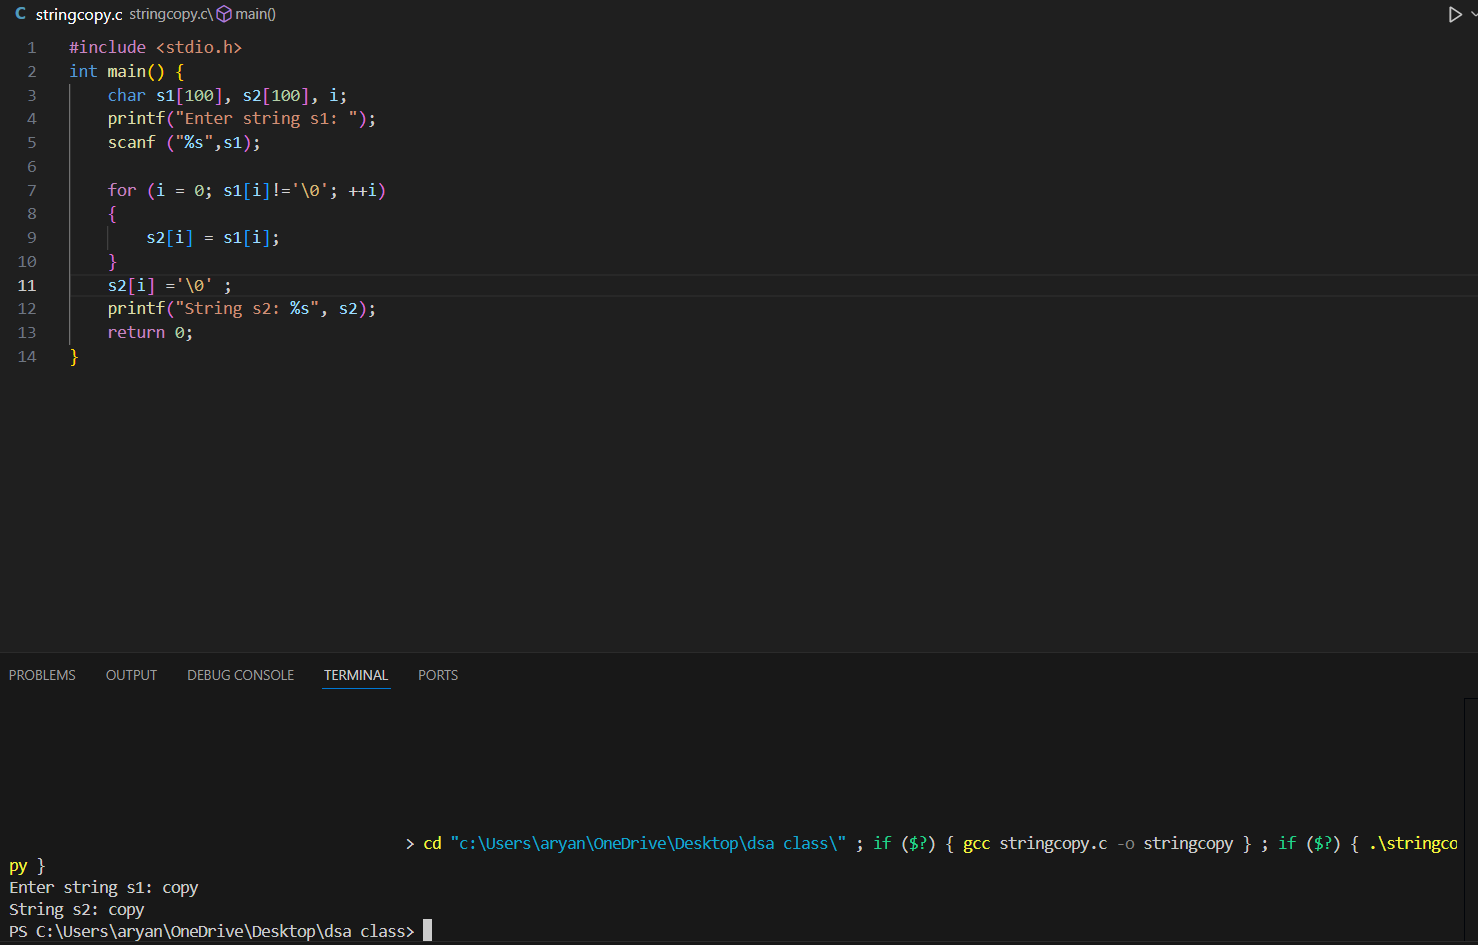 C stringcopy.c stringcopy.c\ main()
1 #include <stdio.h>
2 int main() {
3     char s1[100], s2[100], i;
4     printf("Enter string s1: ");
5     scanf ("%s",s1);
6
7     for (i = 0; s1[i]!='\0'; ++i)
8     {
9         s2[i] = s1[i];
10     }
11     s2[i] ='\0' ;
12     printf("String s2: %s", s2);
13     return 0;
14 }
PROBLEMS OUTPUT DEBUG CONSOLE TERMINAL PORTS
> cd "c:\Users\aryan\OneDrive\Desktop\dsa class\" ; if ($?) { gcc stringcopy.c -o stringcopy } ; if ($?) { .\stringco
py }
Enter string s1: copy
String s2: copy
PS C:\Users\aryan\OneDrive\Desktop\dsa class>